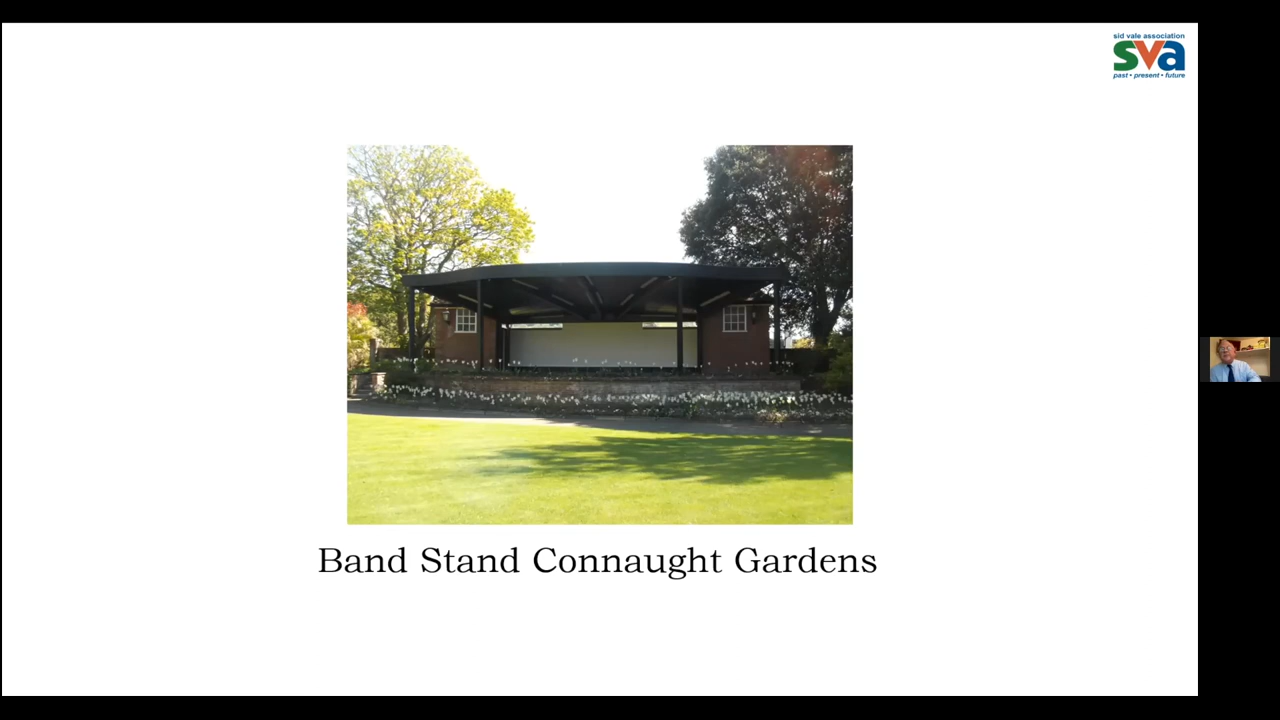 sid vale association
sva
past • present • future
Band Stand Connaught Gardens